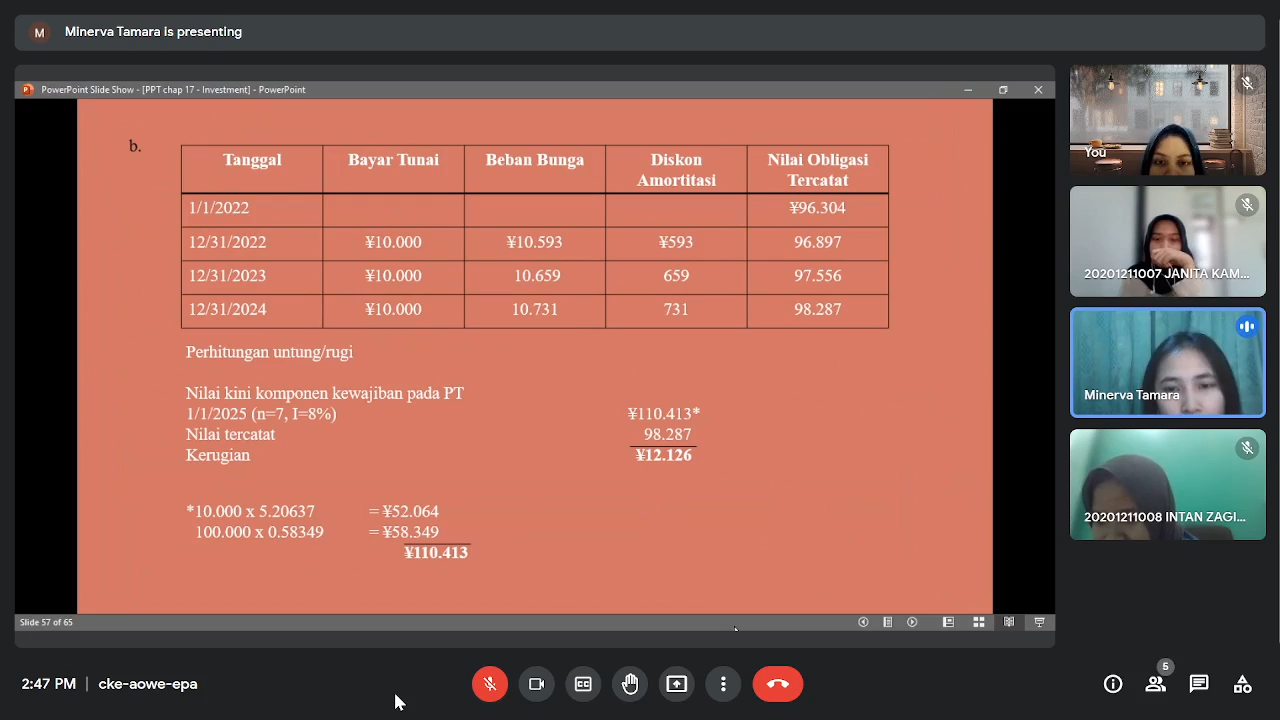 M Minerva Tamara is presenting
PowerPoint Slide Show - [PPT chap 17 - Investment] - PowerPoint
b.
Tanggal Bayar Tunai Beban Bunga Diskon Amortitasi Nilai Obligasi Tercatat
1/1/2022 ¥96.304
12/31/2022 ¥10.000 ¥10.593 ¥593 96.897
12/31/2023 ¥10.000 10.659 659 97.556
12/31/2024 ¥10.000 10.731 731 98.287
Perhitungan untung/rugi
Nilai kini komponen kewajiban pada PT
1/1/2025 (n=7, I=8%) ¥110.413*
Nilai tercatat 98.287
Kerugian ¥12.126
*10.000 x 5.20637 = ¥52.064
100.000 x 0.58349 = ¥58.349
¥110.413
Slide 57 of 65
You
20201211007 JANITA KAM...
Minerva Tamara
20201211008 INTAN ZAGI...
2:47 PM | cke-aowe-epa
5